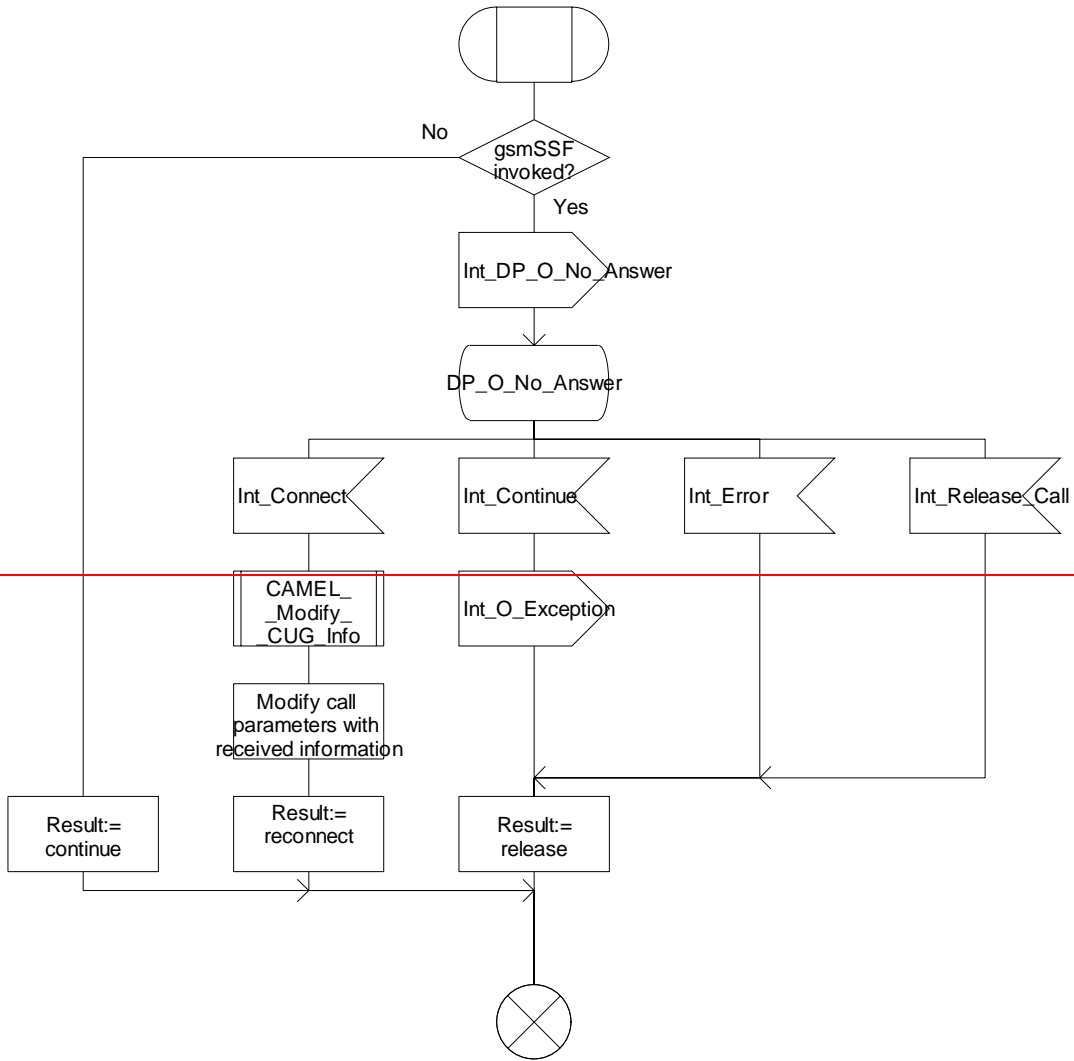 No
gsmSSF
invoked?
Yes
Int_DP_O_No_Answer
DP_O_No_Answer
Int_Connect
Int_Continue
Int_Error
Int_Release_Call
CAMEL_
_Modify_
_CUG_Info
Int_O_Exception
Modify call
parameters with
received information
Result:=
continue
Result:=
reconnect
Result:=
release